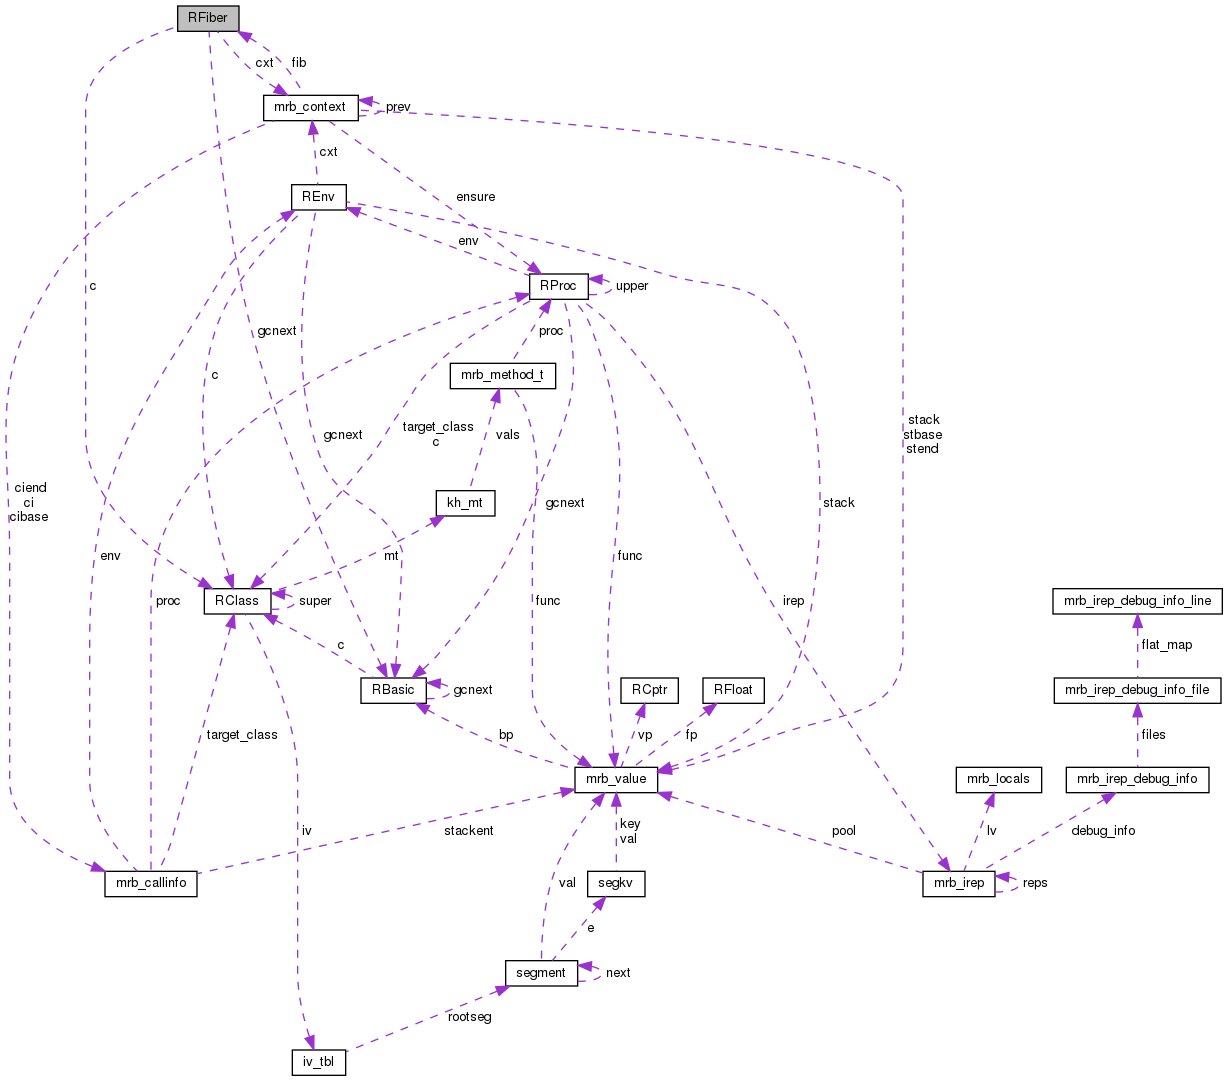 RFiber
cxt
fib
mrb_context
prev
cxt
REnv
ensure
env
c
RProc
upper
gcnext
proc
mrb_method_t
c
stack
stbase
stend
target_class
c
gcnext
vals
ciend
ci
cibase
kh_mt
gcnext
stack
env
mt
func
RClass
super
proc
func
irep
mrb_irep_debug_info_line
c
flat_map
RBasic
gcnext
RCptr
RFloat
mrb_irep_debug_info_file
target_class
bp
vp
fp
files
mrb_value
mrb_locals
mrb_irep_debug_info
iv
stackent
key
val
pool
lv
debug_info
mrb_callinfo
val
segkv
mrb_irep
reps
e
segment
next
rootseg
iv_tbl